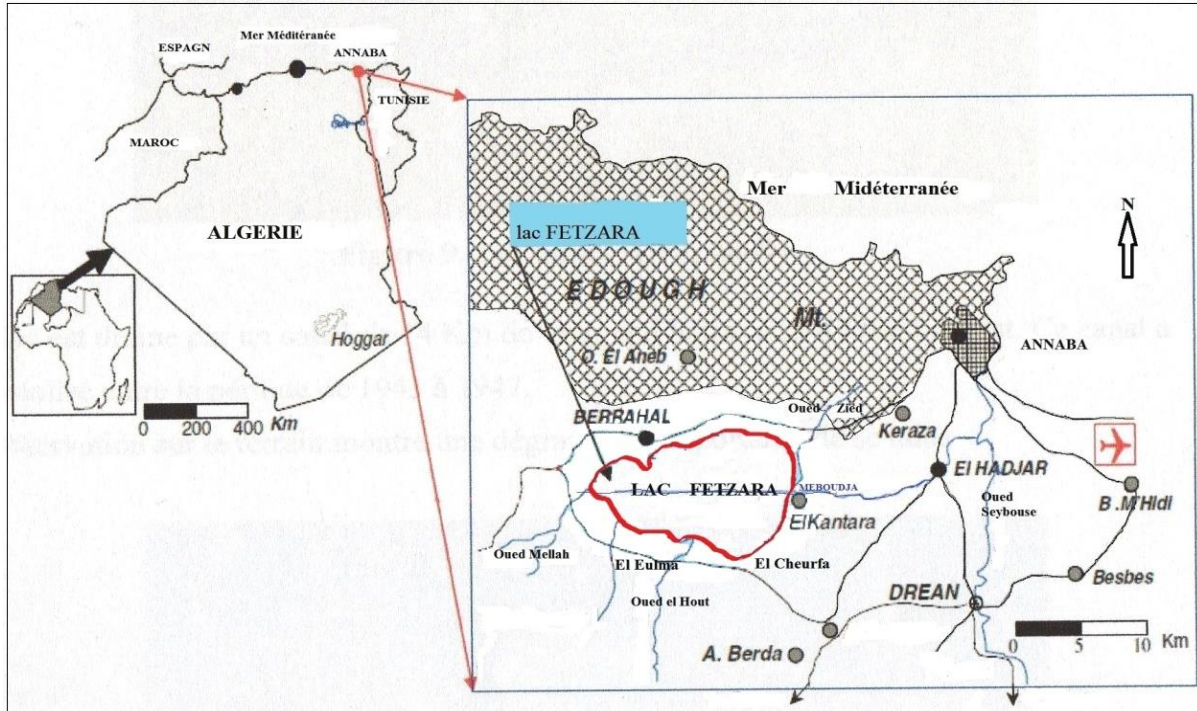 Mer Méditéranée
ESPAGN
ANNABA
TUNISIE
MAROC
ALGERIE
Hoggar
0 200 400 Km
Mer Midéterranée
lac FETZARA
N
EDOUGH
Mt.
O. El Aneb
ANNABA
BERRAHAL
Oued Zied
Keraza
El HADJAR
LAC FETZARA
MEBOUDJA
ElKantara
Oued
Seybouse
B .M'Hidi
Oued Mellah
El Eulma
El Cheurfa
Besbes
Oued el Hout
DREAN
A. Berda
0 5 10 Km